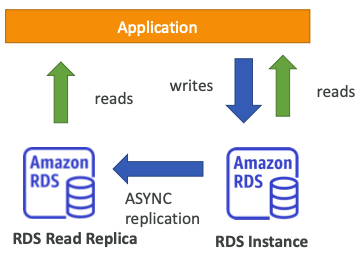 Application
reads
writes
reads
Amazon
RDS
ASYNC
replication
Amazon
RDS
RDS Read Replica
RDS Instance